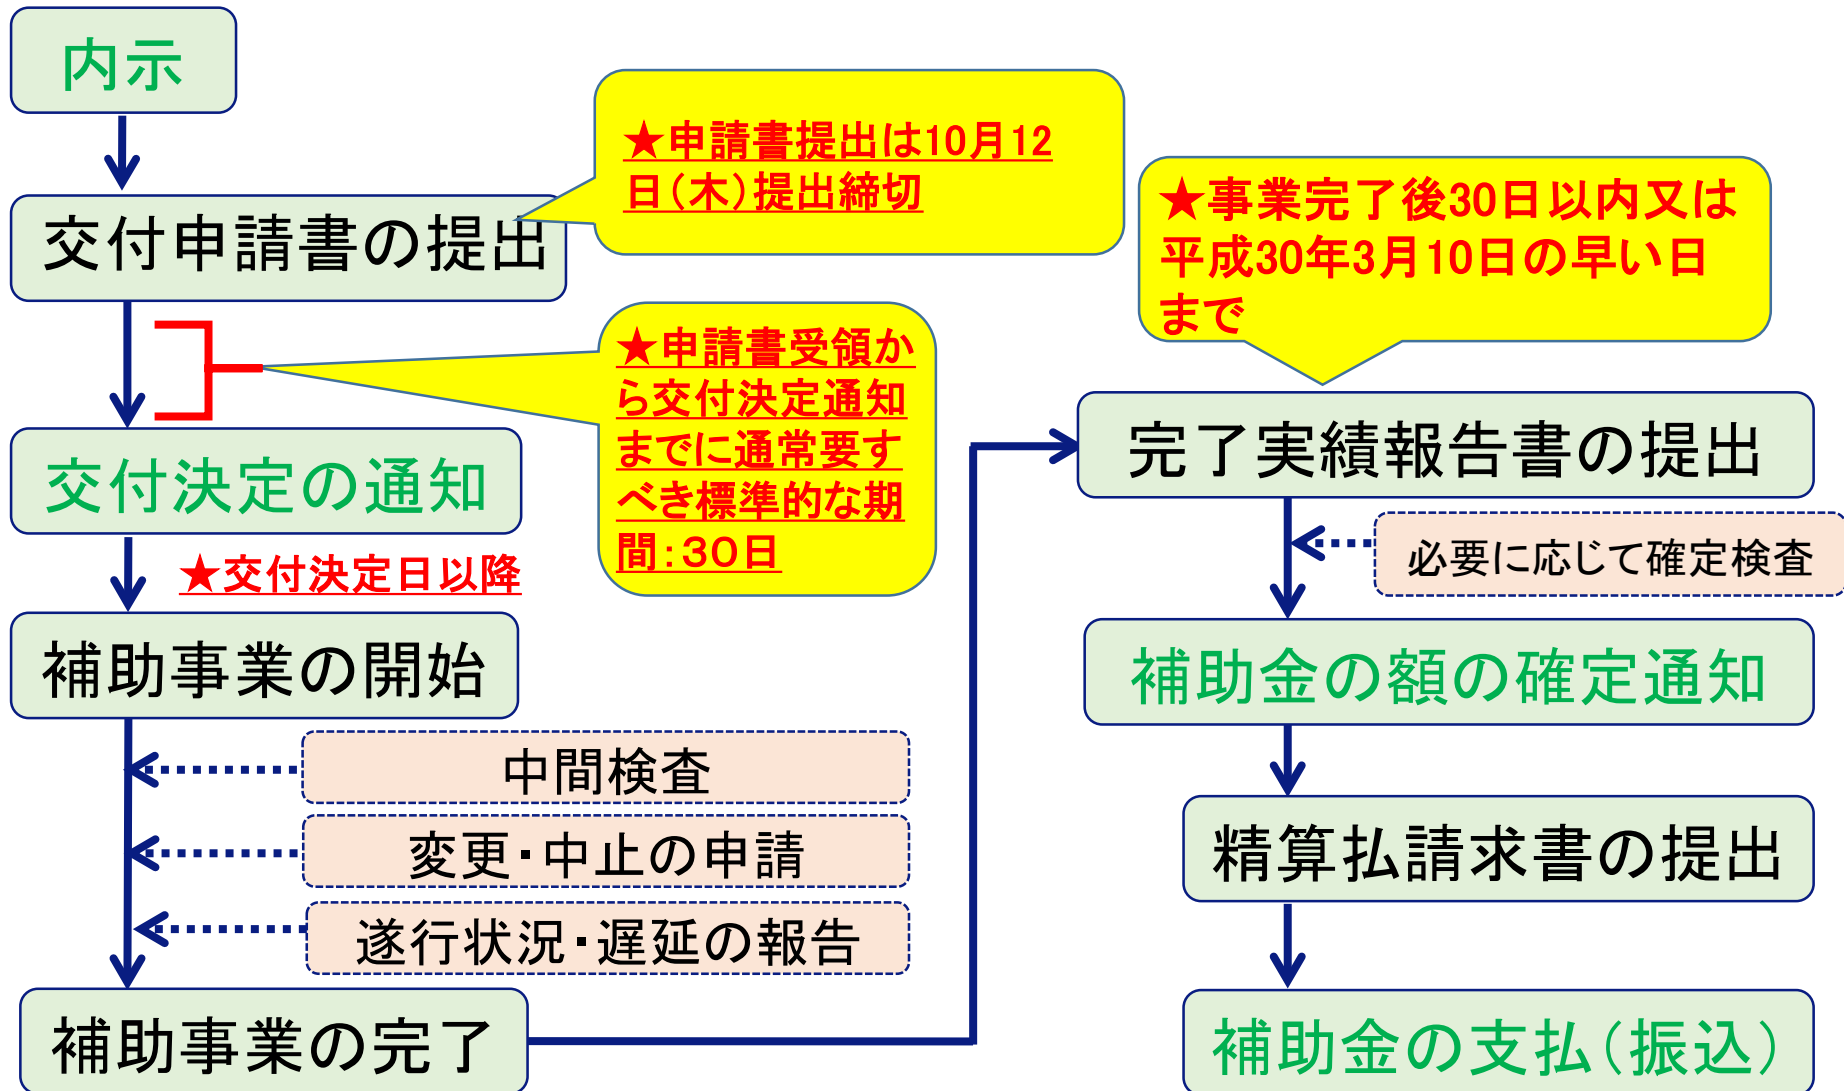 内示
★申請書提出は10月12
日(木)提出締切
交付申請書の提出
★申請書受領か
ら交付決定通知
までに通常要す
べき標準的な期
間:30日
交付決定の通知
★交付決定日以降
補助事業の開始
中間検査
変更・中止の申請
遂行状況・遅延の報告
補助事業の完了
★事業完了後30日以内又は
平成30年3月10日の早い日
まで
完了実績報告書の提出
必要に応じて確定検査
補助金の額の確定通知
精算払請求書の提出
補助金の支払(振込)